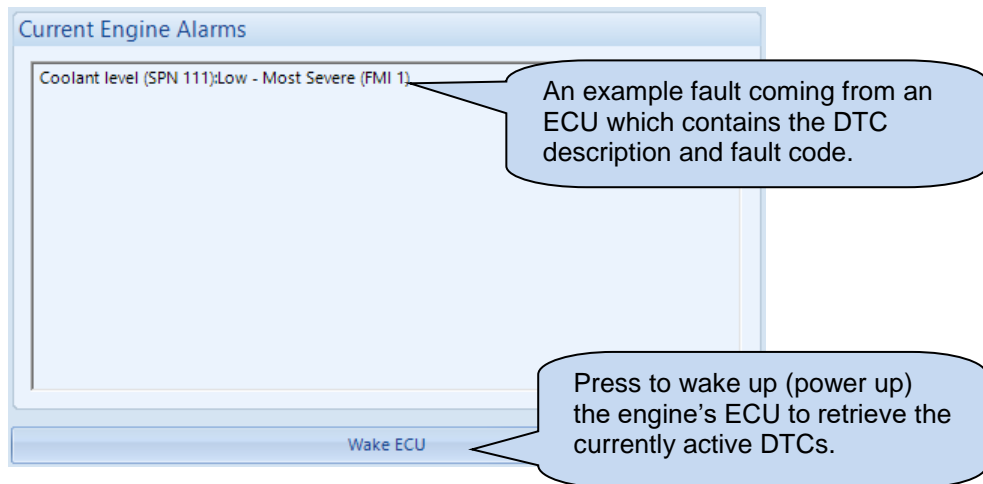 Current Engine Alarms
Coolant level (SPN 111):Low - Most Severe (FMI 1)
An example fault coming from an
ECU which contains the DTC
description and fault code.
Press to wake up (power up)
the engine’s ECU to retrieve the
currently active DTCs.
Wake ECU